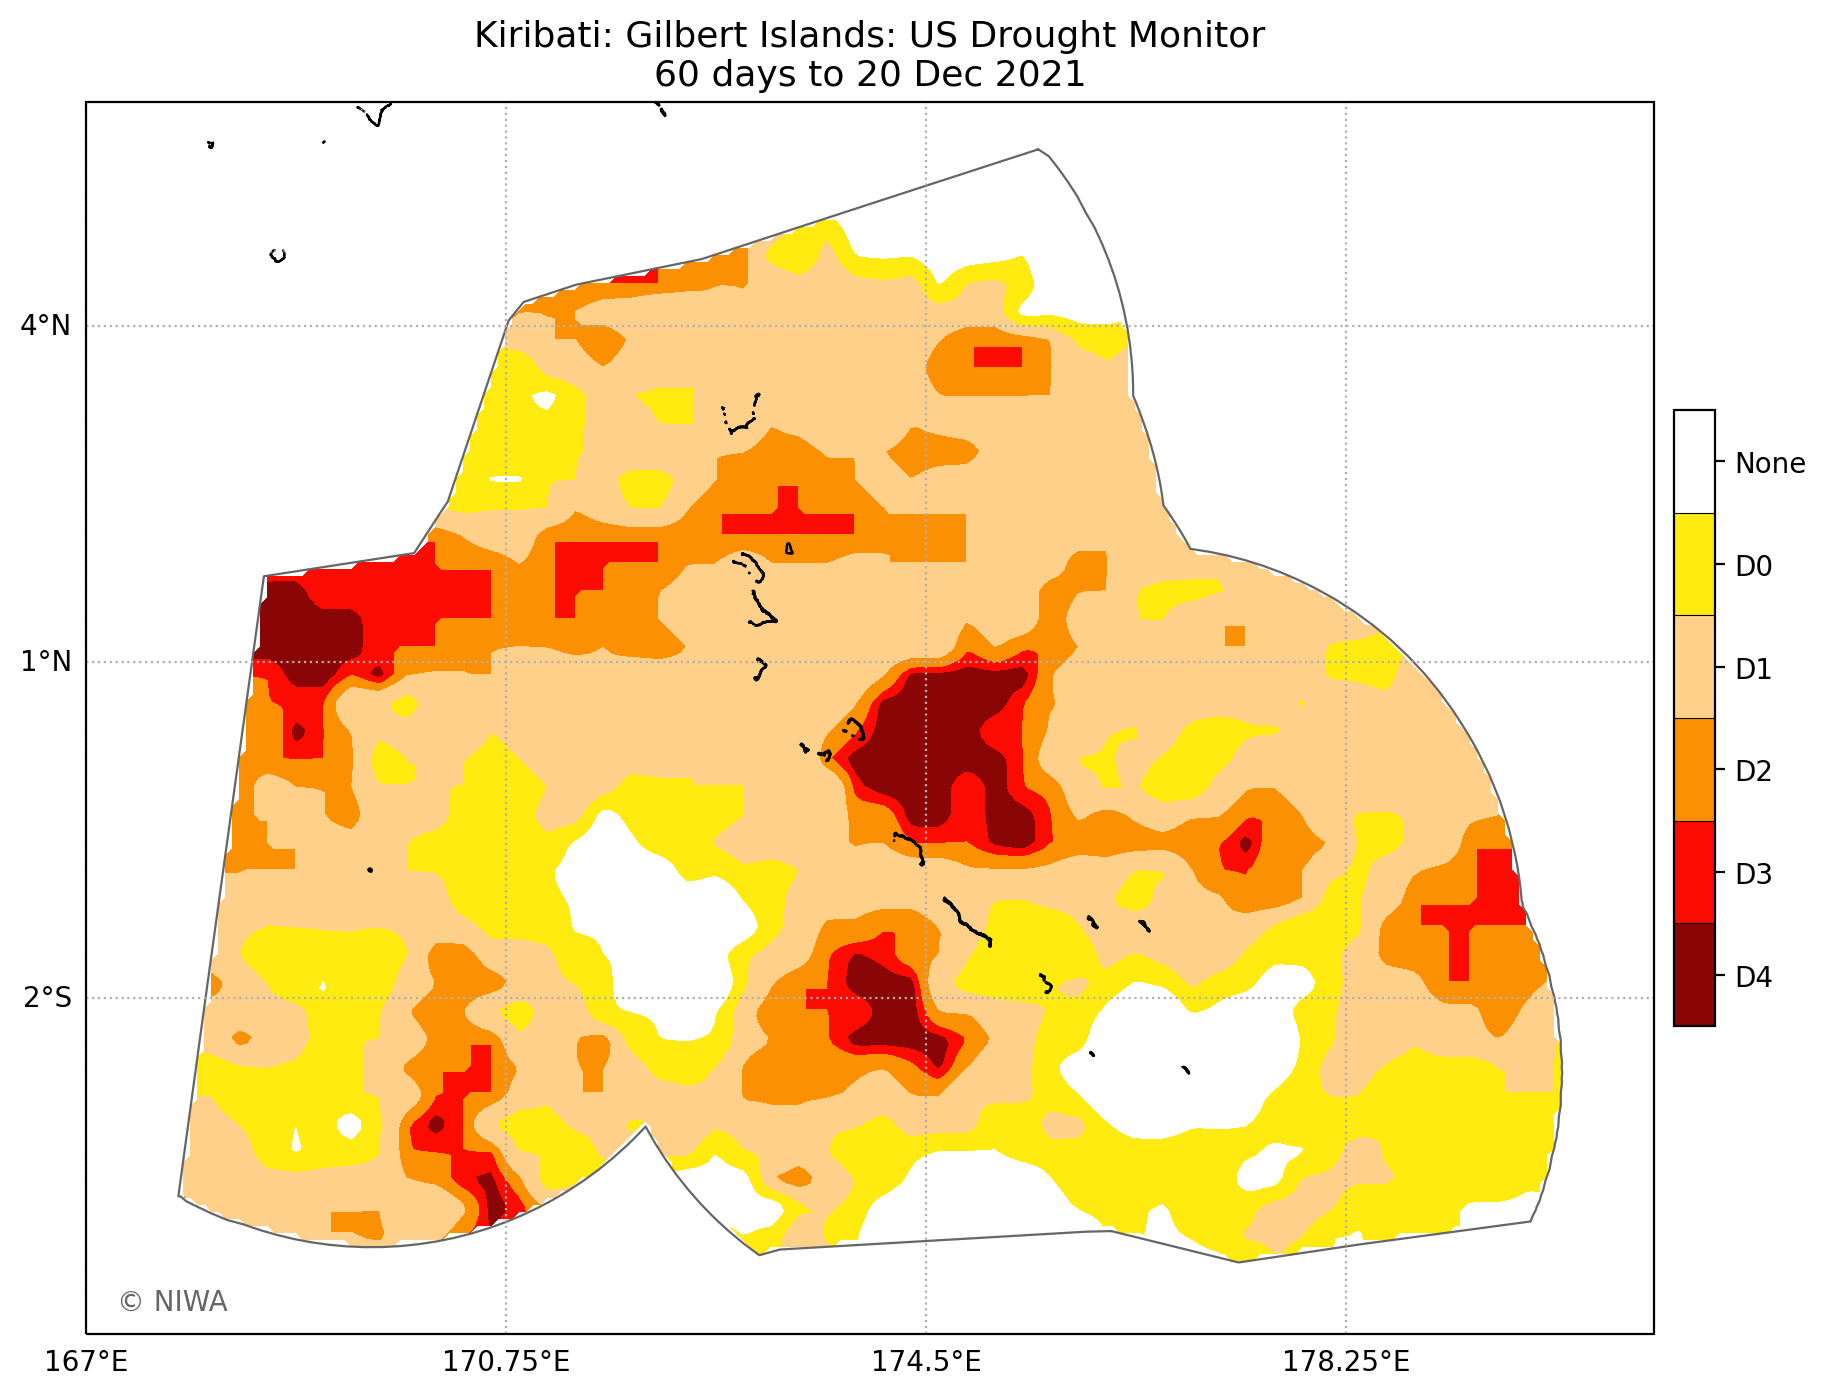 Kiribati: Gilbert Islands: US Drought Monitor
60 days to 20 Dec 2021
4°N
1°N
2°S
167°E
170.75°E
174.5°E
178.25°E
None
D0
D1
D2
D3
D4
© NIWA